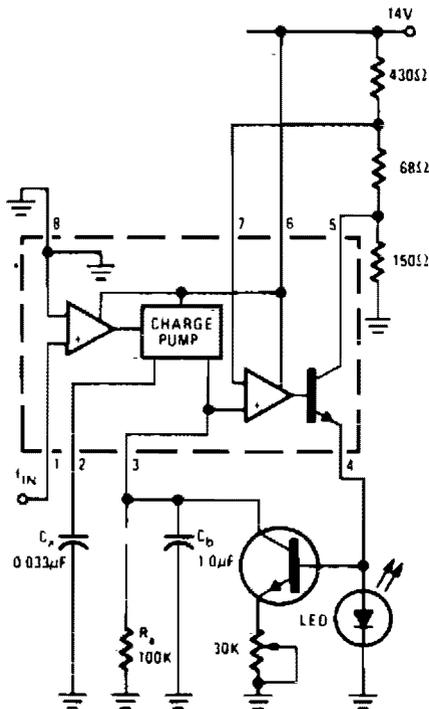 14V
430Ω
68Ω
150Ω
8
7
6
5
CHARGE
PUMP
+
+
fIN
1
2
3
4
Ca
0.033µF
Cb
1.0µF
Ra
100K
30K
LED